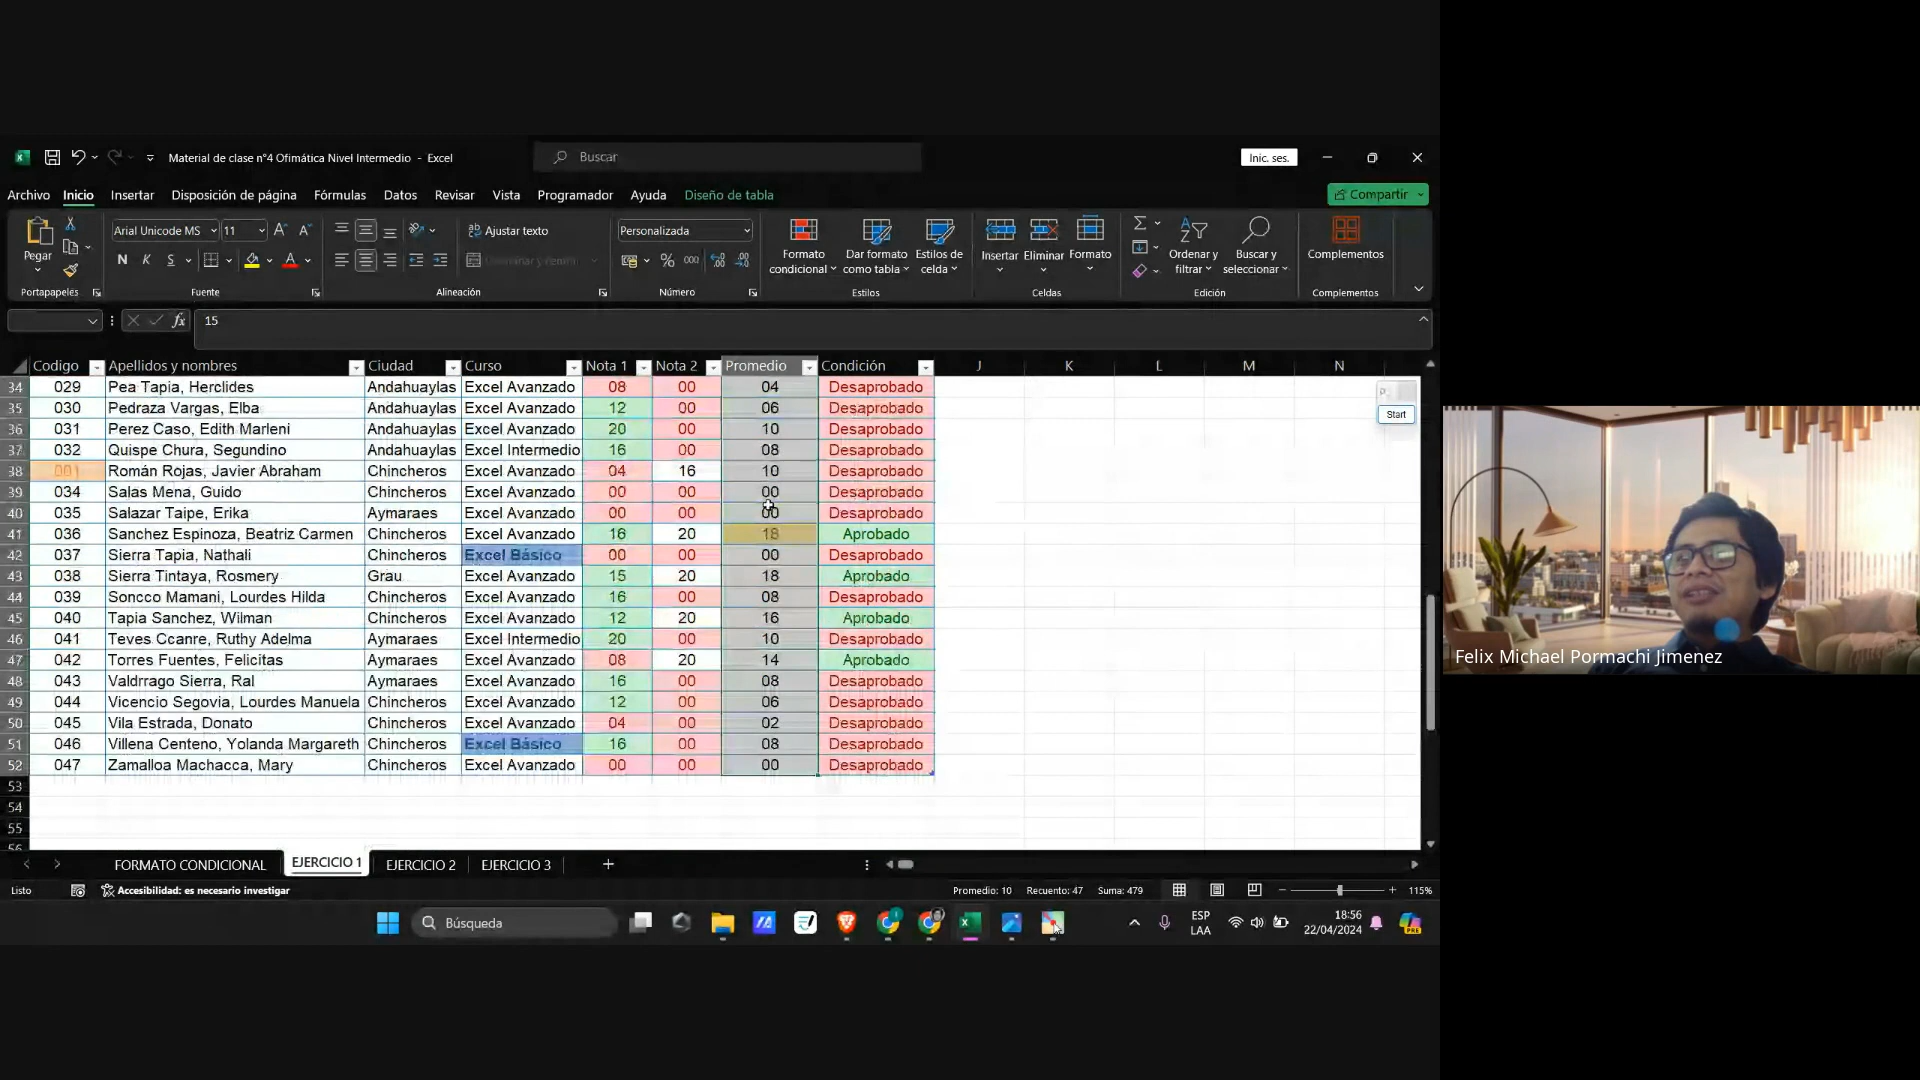 Material de clase n°4 Ofimática Nivel Intermedio - Excel
Buscar
Inic. ses.
Archivo Inicio Insertar Disposición de página Fórmulas Datos Revisar Vista Programador Ayuda Diseño de tabla
Compartir
Pegar
Portapapeles
Arial Unicode MS 11
N K S
Fuente
Ajustar texto
Alineación
Personalizada
% 000
Número
Formato condicional
Dar formato como tabla
Estilos de celda
Estilos
Insertar Eliminar Formato
Celdas
Ordenar y filtrar
Buscar y seleccionar
Edición
Complementos
Complementos
fx 15
Codigo Apellidos y nombres Ciudad Curso Nota 1 Nota 2 Promedio Condición J K L M N
34 029 Pea Tapia, Herclides Andahuaylas Excel Avanzado 08 00 04 Desaprobado
35 030 Pedraza Vargas, Elba Andahuaylas Excel Avanzado 12 00 06 Desaprobado
36 031 Perez Caso, Edith Marleni Andahuaylas Excel Avanzado 20 00 10 Desaprobado
37 032 Quispe Chura, Segundino Andahuaylas Excel Intermedio 16 00 08 Desaprobado
38 001 Román Rojas, Javier Abraham Chincheros Excel Avanzado 04 16 10 Desaprobado
39 034 Salas Mena, Guido Chincheros Excel Avanzado 00 00 00 Desaprobado
40 035 Salazar Taipe, Erika Aymaraes Excel Avanzado 00 00 00 Desaprobado
41 036 Sanchez Espinoza, Beatriz Carmen Chincheros Excel Avanzado 16 20 18 Aprobado
42 037 Sierra Tapia, Nathali Chincheros Excel Básico 00 00 00 Desaprobado
43 038 Sierra Tintaya, Rosmery Grau Excel Avanzado 15 20 18 Aprobado
44 039 Soncco Mamani, Lourdes Hilda Chincheros Excel Avanzado 16 00 08 Desaprobado
45 040 Tapia Sanchez, Wilman Chincheros Excel Avanzado 12 20 16 Aprobado
46 041 Teves Ccanre, Ruthy Adelma Aymaraes Excel Intermedio 20 00 10 Desaprobado
47 042 Torres Fuentes, Felicitas Aymaraes Excel Avanzado 08 20 14 Aprobado
48 043 Valdrrago Sierra, Ral Aymaraes Excel Avanzado 16 00 08 Desaprobado
49 044 Vicencio Segovia, Lourdes Manuela Chincheros Excel Avanzado 12 00 06 Desaprobado
50 045 Vila Estrada, Donato Chincheros Excel Avanzado 04 00 02 Desaprobado
51 046 Villena Centeno, Yolanda Margareth Chincheros Excel Básico 16 00 08 Desaprobado
52 047 Zamalloa Machacca, Mary Chincheros Excel Avanzado 00 00 00 Desaprobado
53
54
55
56
Start
FORMATO CONDICIONAL EJERCICIO 1 EJERCICIO 2 EJERCICIO 3
Listo Accesibilidad: es necesario investigar Promedio: 10 Recuento: 47 Suma: 479 115%
Búsqueda
ESP
LAA
18:56
22/04/2024
Felix Michael Pormachi Jimenez